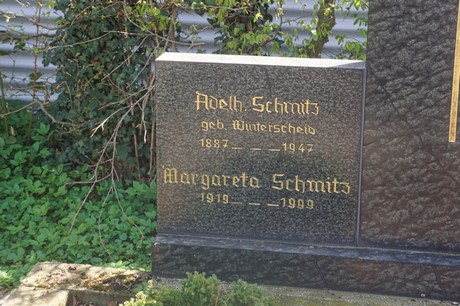 Adelh. Schmitz
geb. Winterscheid
1887 – – – 1947
Margareta Schmitz
1919 – – – 1999